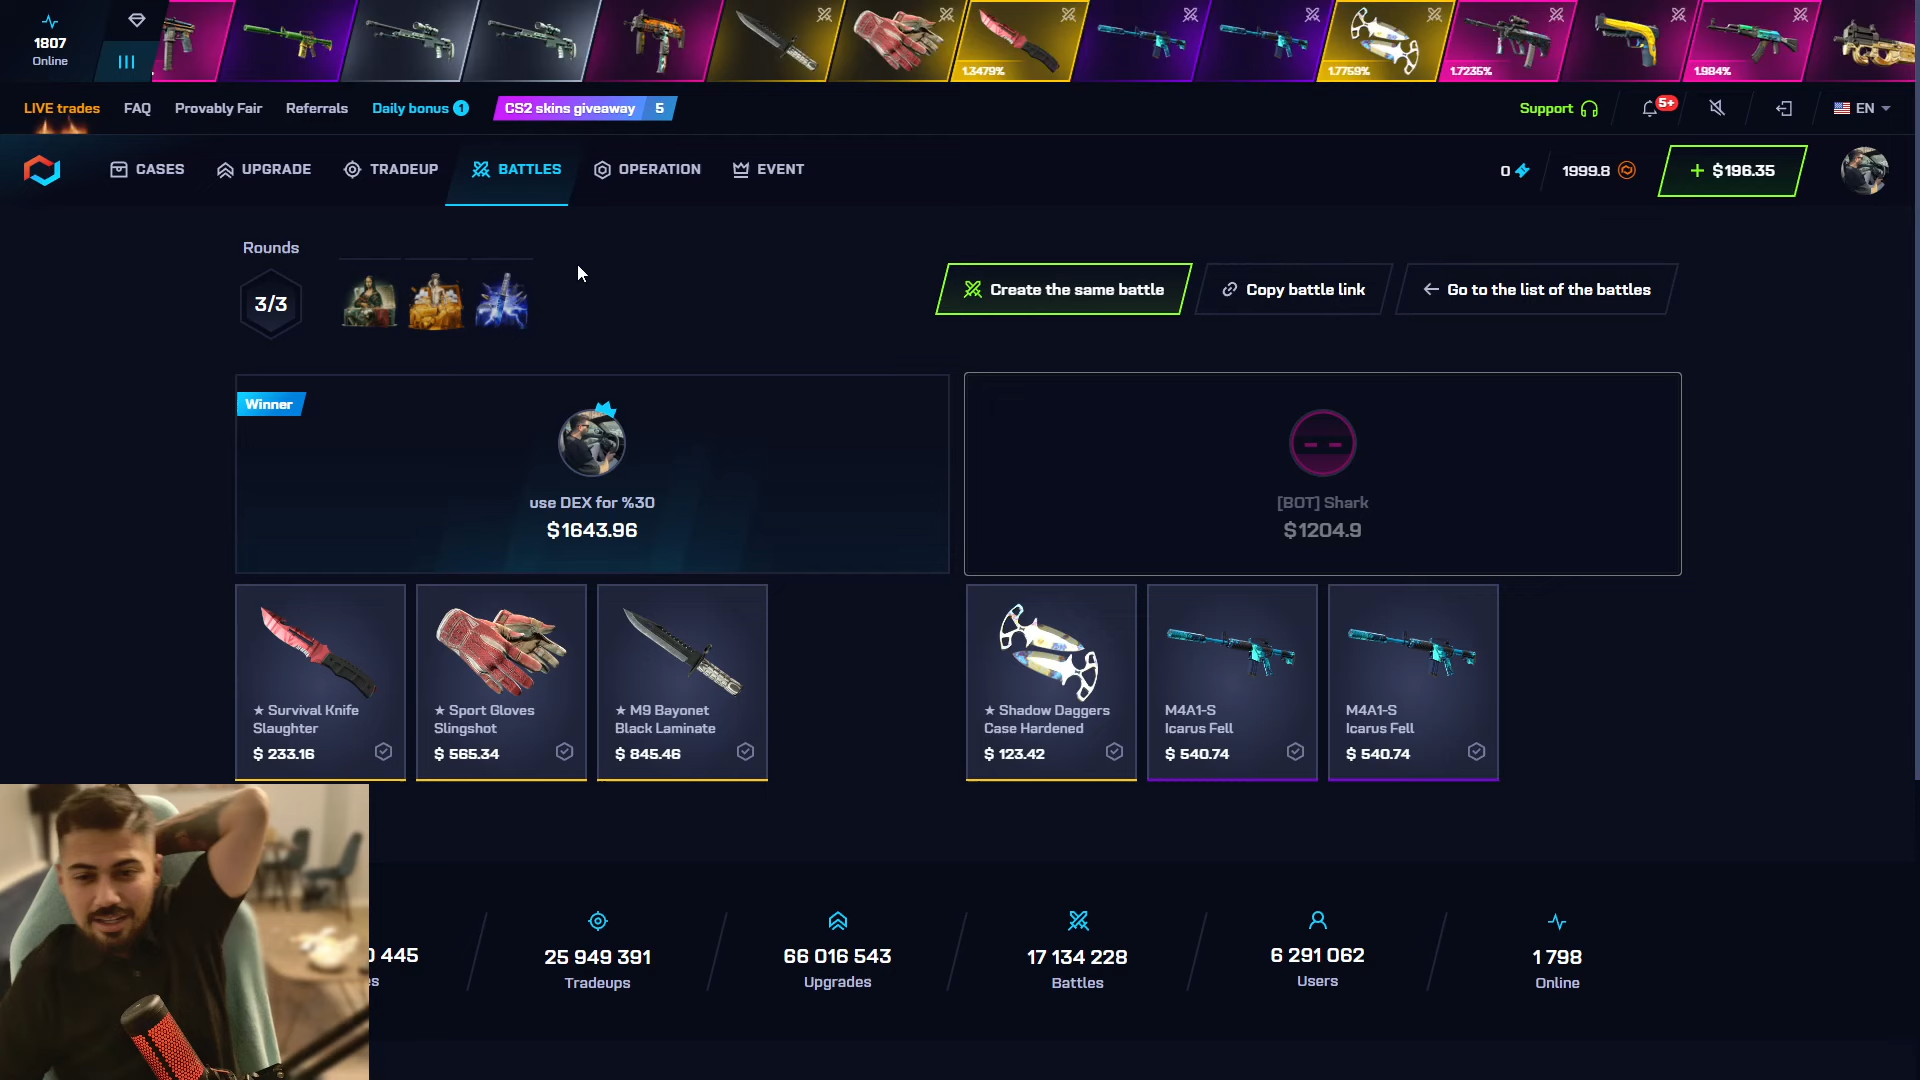 1807
Online
1.3479%
1.7759%
1.7235%
1.984%
LIVE trades
FAQ
Provably Fair
Referrals
Daily bonus 1
CS2 skins giveaway 5
Support
5+
EN
CASES
UPGRADE
TRADEUP
BATTLES
OPERATION
EVENT
0
1999.8
+ $196.35
Rounds
3/3
Create the same battle
Copy battle link
Go to the list of the battles
Winner
use DEX for %30
$1643.96
[BOT] Shark
$1204.9
★ Survival Knife
Slaughter
$ 233.16
★ Sport Gloves
Slingshot
$ 565.34
★ M9 Bayonet
Black Laminate
$ 845.46
★ Shadow Daggers
Case Hardened
$ 123.42
M4A1-S
Icarus Fell
$ 540.74
M4A1-S
Icarus Fell
$ 540.74
445
25 949 391
Tradeups
66 016 543
Upgrades
17 134 228
Battles
6 291 062
Users
1 798
Online